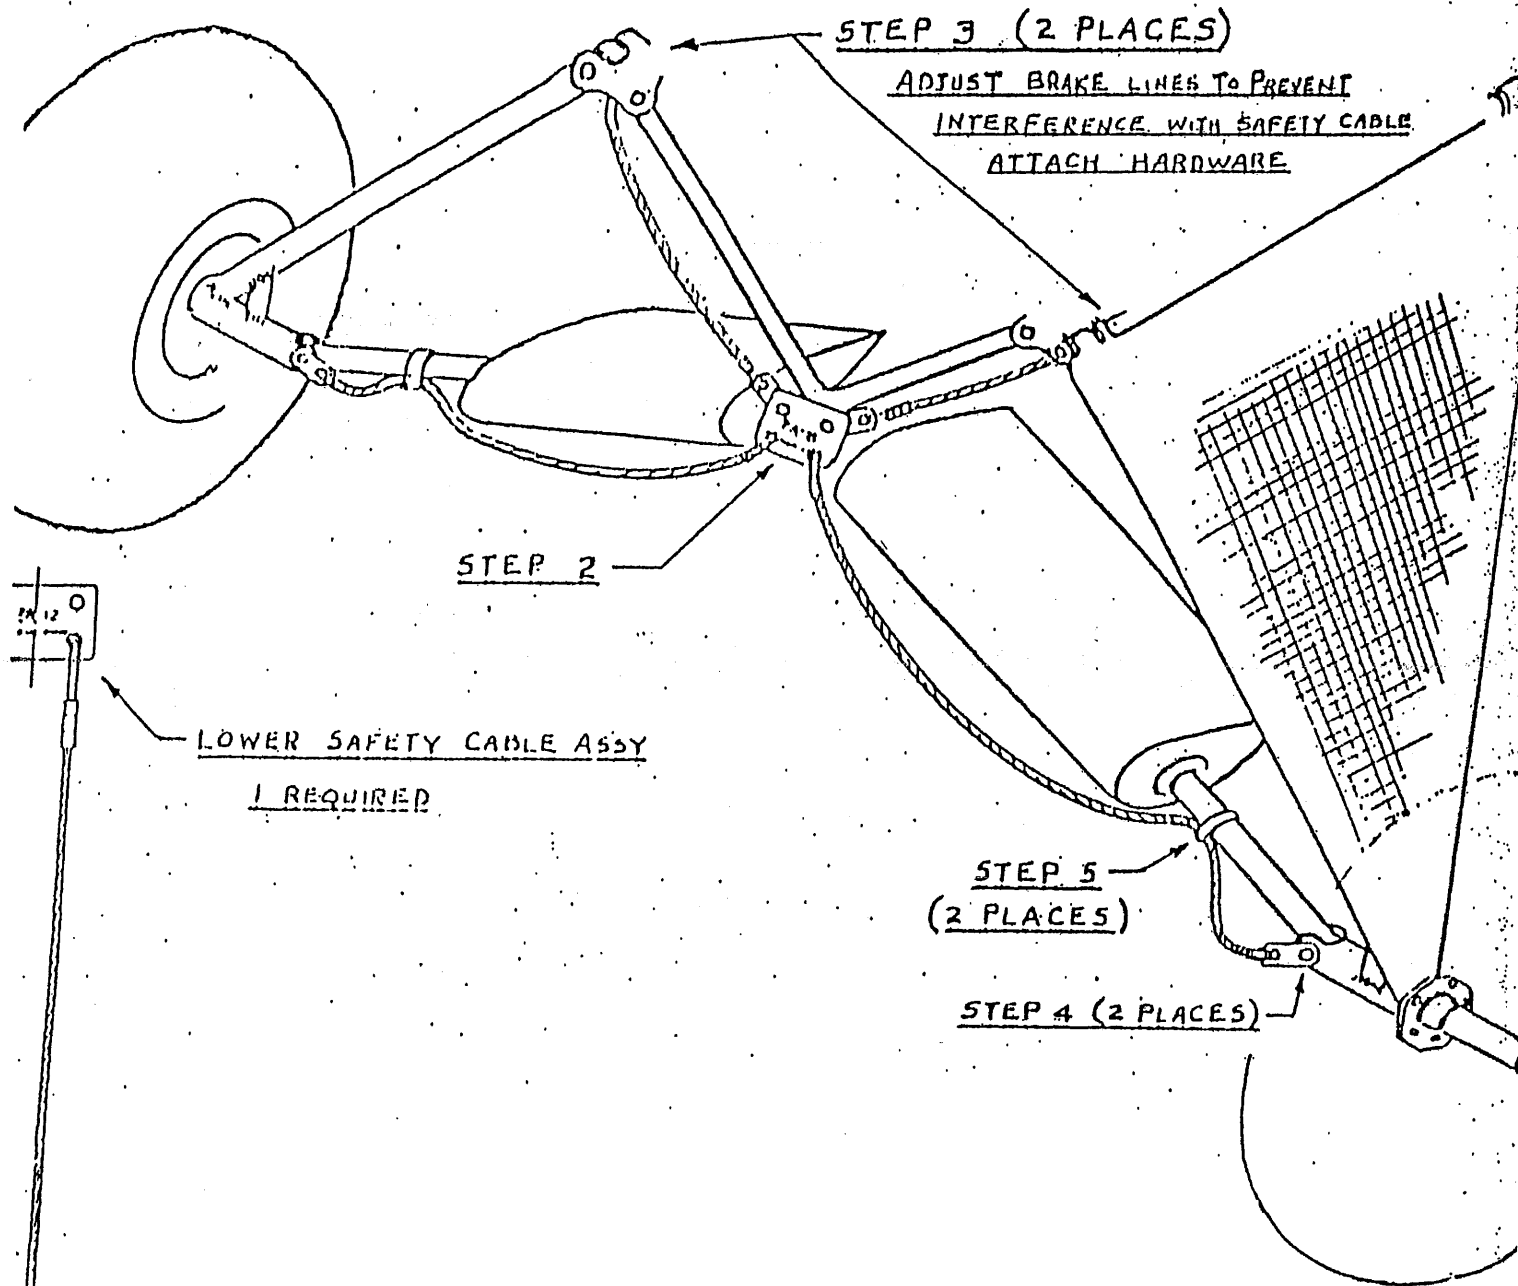 STEP 3 (2 PLACES)
ADJUST BRAKE LINES TO PREVENT
INTERFERENCE WITH SAFETY CABLE
ATTACH HARDWARE
STEP 2
LOWER SAFETY CABLE ASSY
1 REQUIRED
STEP 5
(2 PLACES)
STEP 4 (2 PLACES)